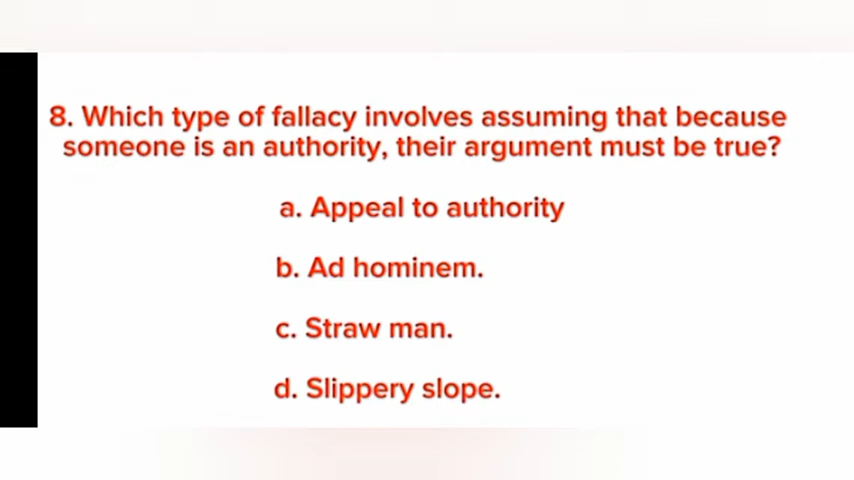 8. Which type of fallacy involves assuming that because
someone is an authority, their argument must be true?
a. Appeal to authority
b. Ad hominem.
c. Straw man.
d. Slippery slope.